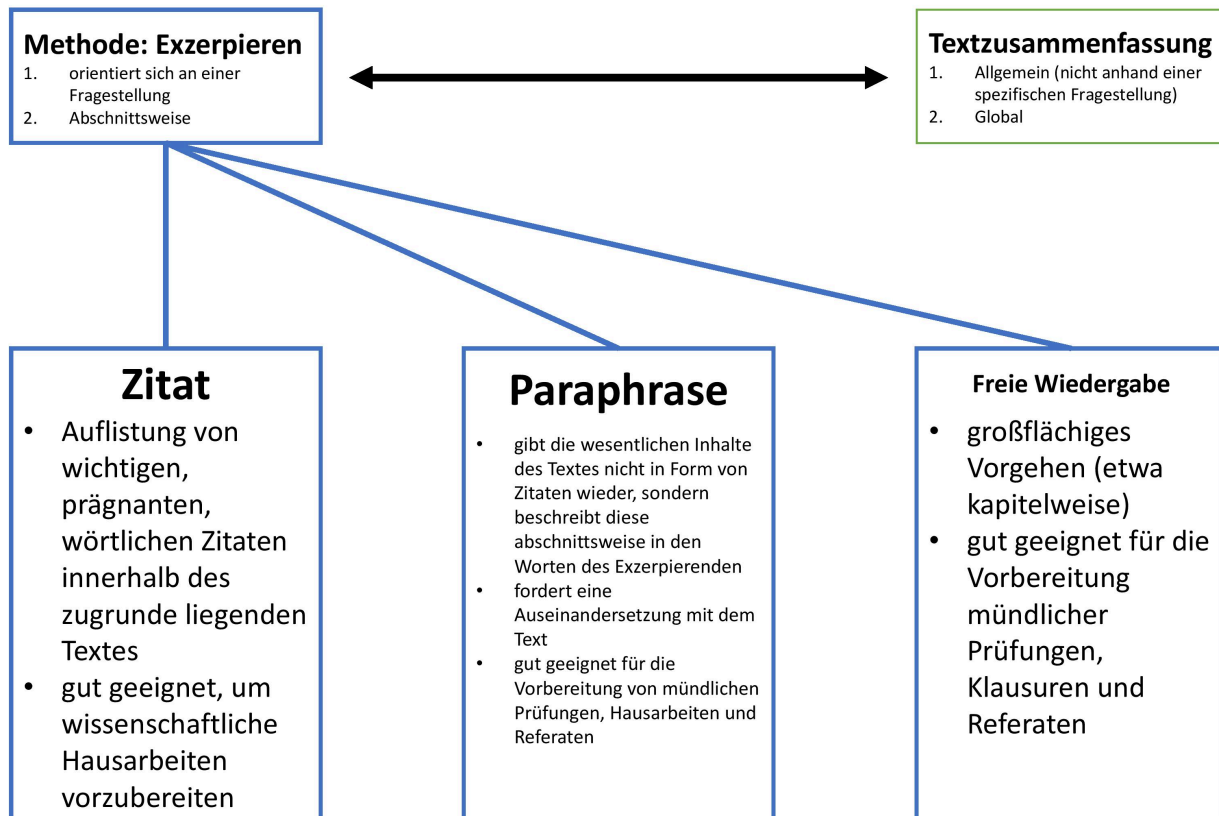 Methode: Exzerpieren
1. orientiert sich an einer
Fragestellung
2. Abschnittsweise
Textzusammenfassung
1. Allgemein (nicht anhand einer
spezifischen Fragestellung)
2. Global
Zitat
• Auflistung von
wichtigen,
prägnanten,
wörtlichen Zitaten
innerhalb des
zugrunde liegenden
Textes
• gut geeignet, um
wissenschaftliche
Hausarbeiten
vorzubereiten
Paraphrase
• gibt die wesentlichen Inhalte
des Textes nicht in Form von
Zitaten wieder, sondern
beschreibt diese
abschnittsweise in den
Worten des Exzerpierenden
• fordert eine
Auseinandersetzung mit dem
Text
• gut geeignet für die
Vorbereitung von mündlichen
Prüfungen, Hausarbeiten und
Referaten
Freie Wiedergabe
• großflächiges
Vorgehen (etwa
kapitelweise)
• gut geeignet für die
Vorbereitung
mündlicher
Prüfungen,
Klausuren und
Referaten